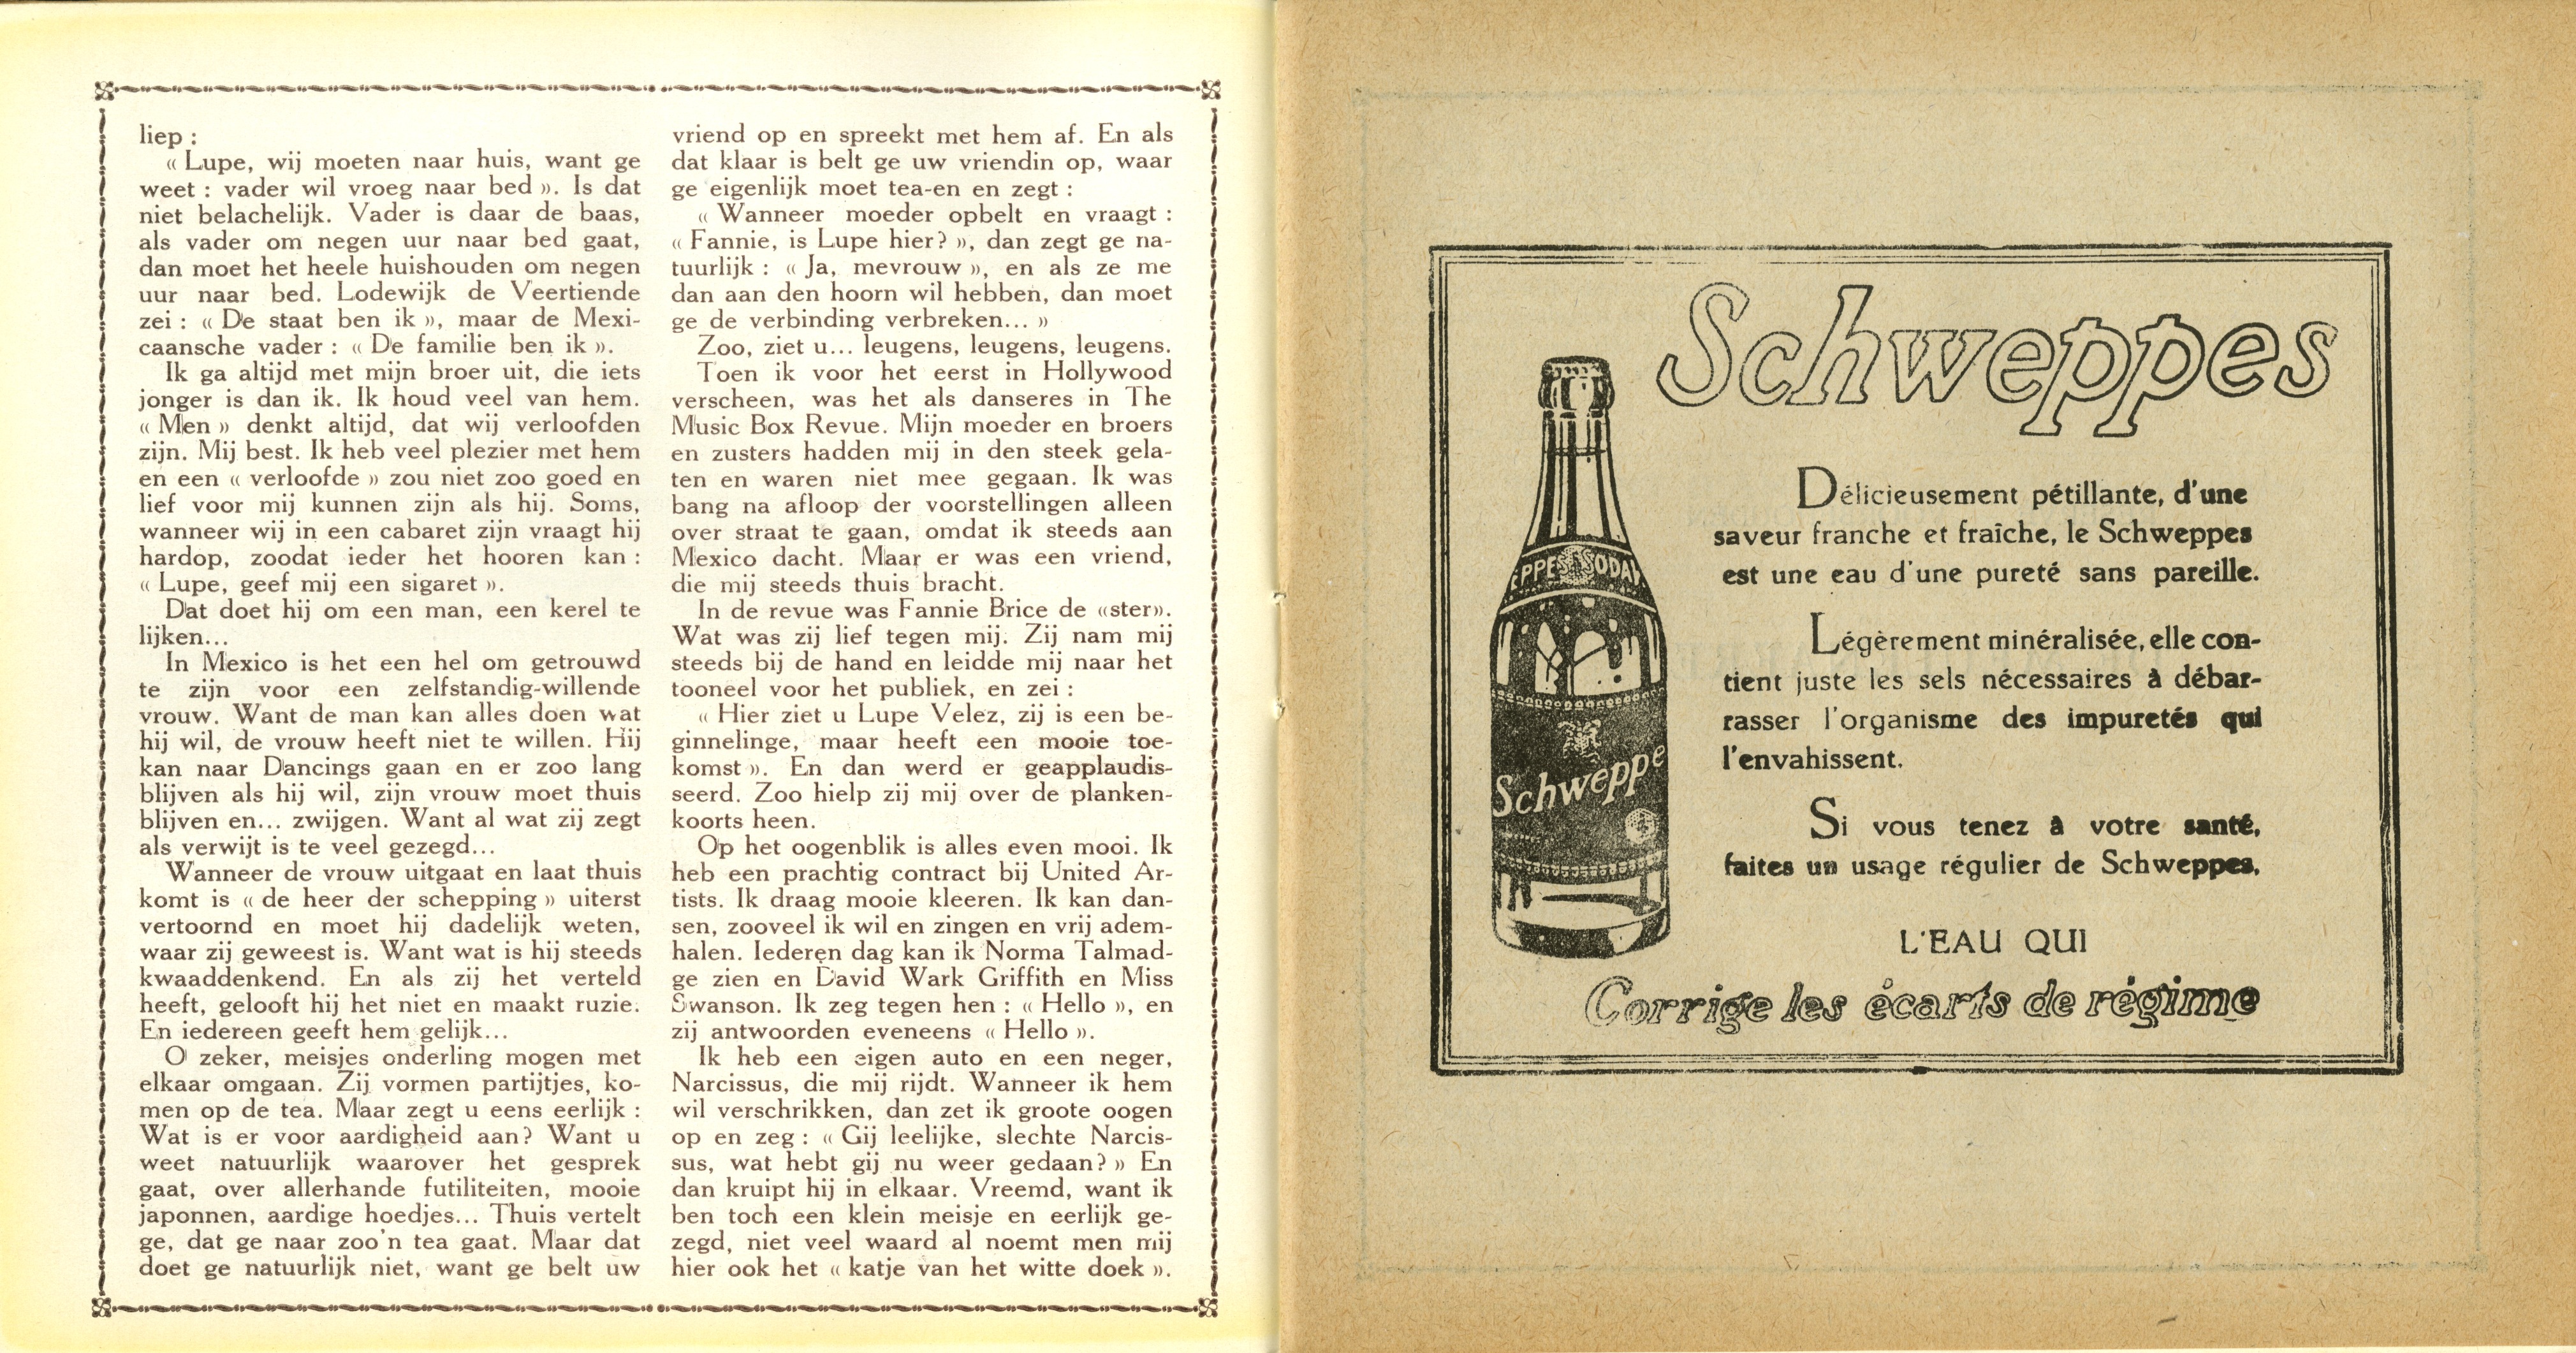 liep :
« Lupe, wij moeten naar huis, want ge
weet : vader wil vroeg naar bed ». Is dat
niet belachelijk. Vader is daar de baas,
als vader om negen uur naar bed gaat,
dan moet het heele huishouden om negen
uur naar bed. Lodewijk de Veertiende
zei : « De staat ben ik », maar de Mexi-
caansche vader : « De familie ben ik ».
Ik ga altijd met mijn broer uit, die iets
jonger is dan ik. Ik houd veel van hem.
« Men » denkt altijd, dat wij verloofden
zijn. Mij best. Ik heb veel plezier met hem
en een « verloofde » zou niet zoo goed en
lief voor mij kunnen zijn als hij. Soms,
wanneer wij in een cabaret zijn vraagt hij
hardop, zoodat ieder het hooren kan :
« Lupe, geef mij een sigaret ».
Dat doet hij om een man, een kerel te
lijken...
In Mexico is het een hel om getrouwd
te zijn voor een zelfstandig-willende
vrouw. Want de man kan alles doen wat
hij wil, de vrouw heeft niet te willen. Hij
kan naar Dancings gaan en er zoo lang
blijven als hij wil, zijn vrouw moet thuis
blijven en... zwijgen. Want al wat zij zegt
als verwijt is te veel gezegd...
Wanneer de vrouw uitgaat en laat thuis
komt is « de heer der schepping » uiterst
vertoornd en moet hij dadelijk weten,
waar zij geweest is. Want wat is hij steeds
kwaaddenkend. En als zij het verteld
heeft, gelooft hij het niet en maakt ruzie.
En iedereen geeft hem gelijk...
O zeker, meisjes onderling mogen met
elkaar omgaan. Zij vormen partijtjes, ko-
men op de tea. Maar zegt u eens eerlijk :
Wat is er voor aardigheid aan? Want u
weet natuurlijk waarover het gesprek
gaat, over allerhande futiliteiten, mooie
japonnen, aardige hoedjes... Thuis vertelt
ge, dat ge naar zoo'n tea gaat. Maar dat
doet ge natuurlijk niet, want ge belt uw
vriend op en spreekt met hem af. En als
dat klaar is belt ge uw vriendin op, waar
ge eigenlijk moet tea-en en zegt :
« Wanneer moeder opbelt en vraagt :
« Fannie, is Lupe hier? », dan zegt ge na-
tuurlijk : « Ja, mevrouw », en als ze me
dan aan den hoorn wil hebben, dan moet
ge de verbinding verbreken... »
Zoo, ziet u... leugens, leugens, leugens.
Toen ik voor het eerst in Hollywood
verscheen, was het als danseres in The
Music Box Revue. Mijn moeder en broers
en zusters hadden mij in den steek gela-
ten en waren niet mee gegaan. Ik was
bang na afloop der voorstellingen alleen
over straat te gaan, omdat ik steeds aan
Mexico dacht. Maar er was een vriend,
die mij steeds thuis bracht.
In de revue was Fannie Brice de «ster».
Wat was zij lief tegen mij. Zij nam mij
steeds bij de hand en leidde mij naar het
tooneel voor het publiek, en zei :
« Hier ziet u Lupe Velez, zij is een be-
ginnelinge, maar heeft een mooie toe-
komst ». En dan werd er geapplaudis-
seerd. Zoo hielp zij mij over de planken-
koorts heen.
Op het oogenblik is alles even mooi. Ik
heb een prachtig contract bij United Ar-
tists. Ik draag mooie kleeren. Ik kan dan-
sen, zooveel ik wil en zingen en vrij adem-
halen. Iederen dag kan ik Norma Talmad-
ge zien en David Wark Griffith en Miss
Swanson. Ik zeg tegen hen : « Hello », en
zij antwoorden eveneens « Hello ».
Ik heb een eigen auto en een neger,
Narcissus, die mij rijdt. Wanneer ik hem
wil verschrikken, dan zet ik groote oogen
op en zeg : « Gij leelijke, slechte Narcis-
sus, wat hebt gij nu weer gedaan? » En
dan kruipt hij in elkaar. Vreemd, want ik
ben toch een klein meisje en eerlijk ge-
zegd, niet veel waard al noemt men mij
hier ook het « katje van het witte doek ».
Schweppes
EPPES SODA
Schweppe
Délicieusement pétillante, d'une
saveur franche et fraîche, le Schweppes
est une eau d'une pureté sans pareille.
Légèrement minéralisée, elle con-
tient juste les sels nécessaires à débar-
rasser l'organisme des impuretés qui
l'envahissent.
Si vous tenez à votre santé,
faites un usage régulier de Schweppes.
L'EAU QUI
Corrige les écarts de régime